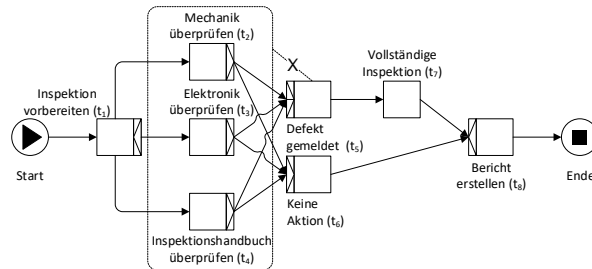 Mechanik
überprüfen (t₂)
X
Vollständige
Inspektion (t₇)
Inspektion
vorbereiten (t₁)
Elektronik
überprüfen (t₃)
Start
Defekt
gemeldet (t₅)
Bericht
erstellen (t₈)
Ende
Keine
Aktion (t₆)
Inspektionshandbuch
überprüfen (t₄)